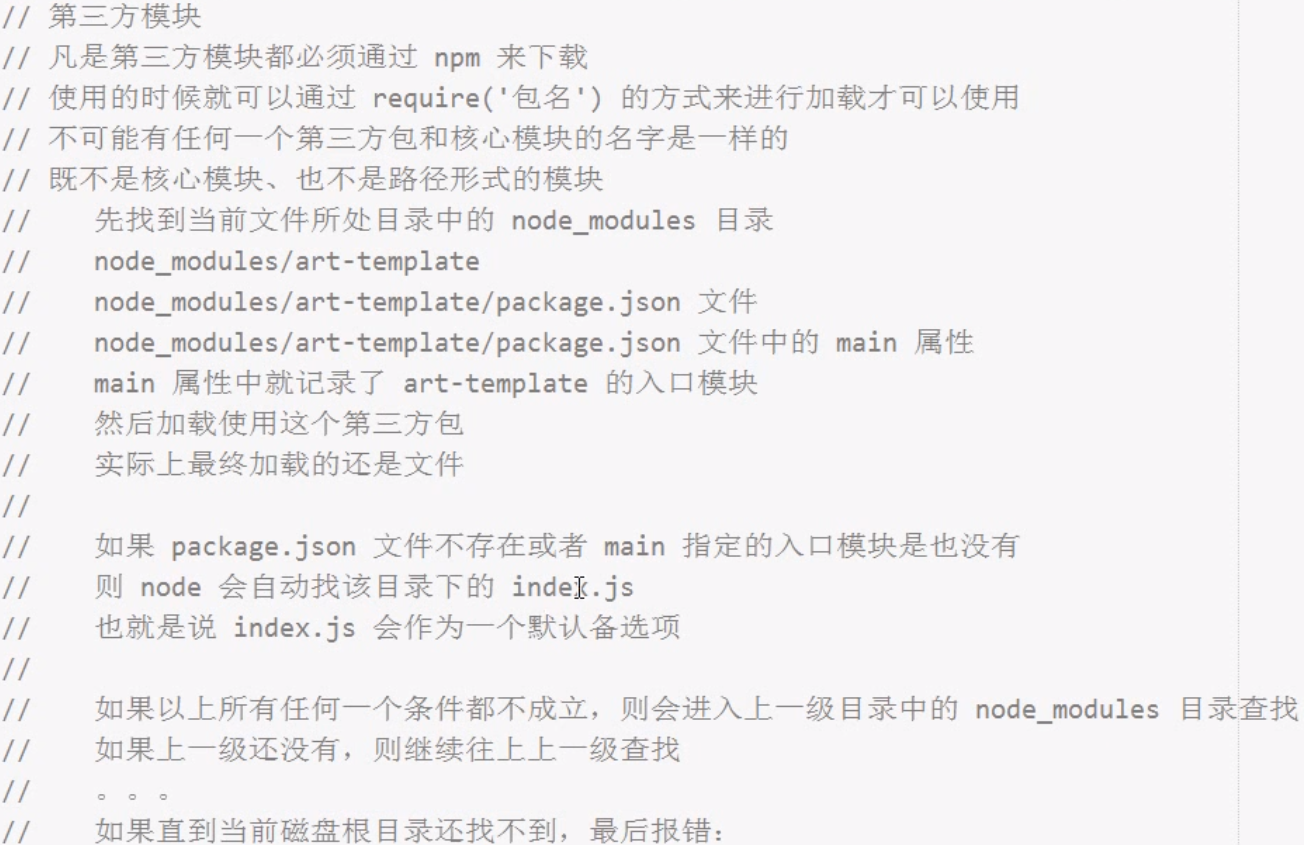 // 第三方模块
// 凡是第三方模块都必须通过 npm 来下载
// 使用的时候就可以通过 require('包名') 的方式来进行加载才可以使用
// 不可能有任何一个第三方包和核心模块的名字是一样的
// 既不是核心模块、也不是路径形式的模块
//    先找到当前文件所处目录中的 node_modules 目录
//    node_modules/art-template
//    node_modules/art-template/package.json 文件
//    node_modules/art-template/package.json 文件中的 main 属性
//    main 属性中就记录了 art-template 的入口模块
//    然后加载使用这个第三方包
//    实际上最终加载的还是文件
//
//    如果 package.json 文件不存在或者 main 指定的入口模块是也没有
//    则 node 会自动找该目录下的 index.js
//    也就是说 index.js 会作为一个默认备选项
//
//    如果以上所有任何一个条件都不成立，则会进入上一级目录中的 node_modules 目录查找
//    如果上一级还没有，则继续往上上一级查找
//    。。。
//    如果直到当前磁盘根目录还找不到，最后报错：